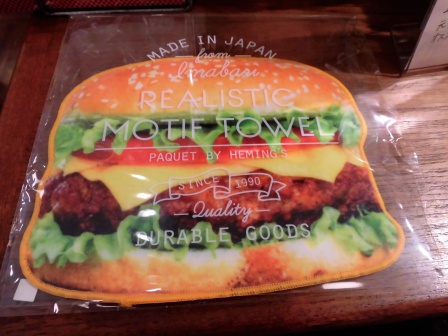 MADE IN JAPAN
from
Imabari
REALISTIC
MOTIF TOWEL
PAQUET BY HEMING'S
SINCE 1990
Quality
DURABLE GOODS